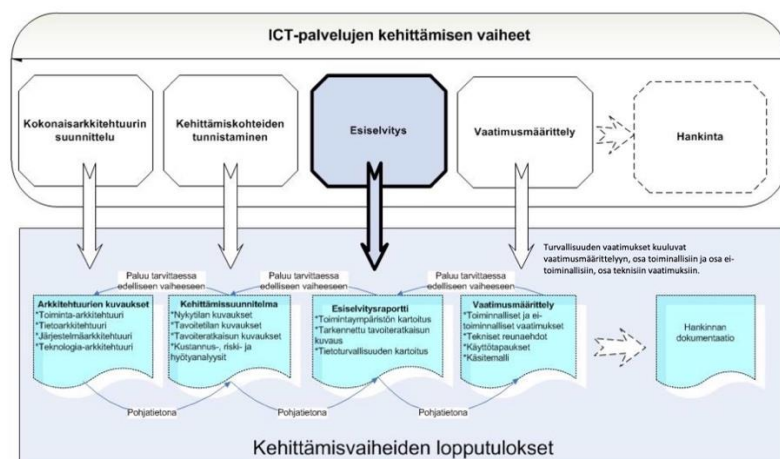 ICT-palvelujen kehittämisen vaiheet
Kokonaisarkkitehtuurin
suunnittelu
Kehittämiskohteiden
tunnistaminen
Esiselvitys
Vaatimusmäärittely
Hankinta
Turvallisuuden vaatimukset kuuluvat
vaatimusmäärittelyyn, osa toiminallisiin ja osa ei-
toiminallisiin, osa teknisiin vaatimuksiin.
Paluu tarvittaessa
edelliseen vaiheeseen
Paluu tarvittaessa
edelliseen vaiheeseen
Paluu tarvittaessa
edelliseen vaiheeseen
Arkkitehtuurien kuvaukset
*Toiminta-arkkitehtuuri
*Tietoarkkitehtuuri
*Järjestelmäarkkitehtuuri
*Teknologia-arkkitehtuuri
Kehittämissuunnitelma
*Nykytilan kuvaukset
*Tavoitetilan kuvaukset
*Tavoiteratkaisun kuvaukset
*Kustannus-, riski- ja
hyötyanalyysit
Esiselvitysraportti
*Toimintaympäristön kartoitus
*Tarkennettu tavoiteratkaisun
kuvaus
*Tietoturvallisuuden kartoitus
Vaatimusmäärittely
*Toiminnalliset ja ei-
toiminnalliset vaatimukset
*Tekniset reunaehdot
*Käyttötapaukset
*Käsitemalli
Hankinnan
dokumentaatio
Pohjatietona
Pohjatietona
Pohjatietona
Kehittämisvaiheiden lopputulokset